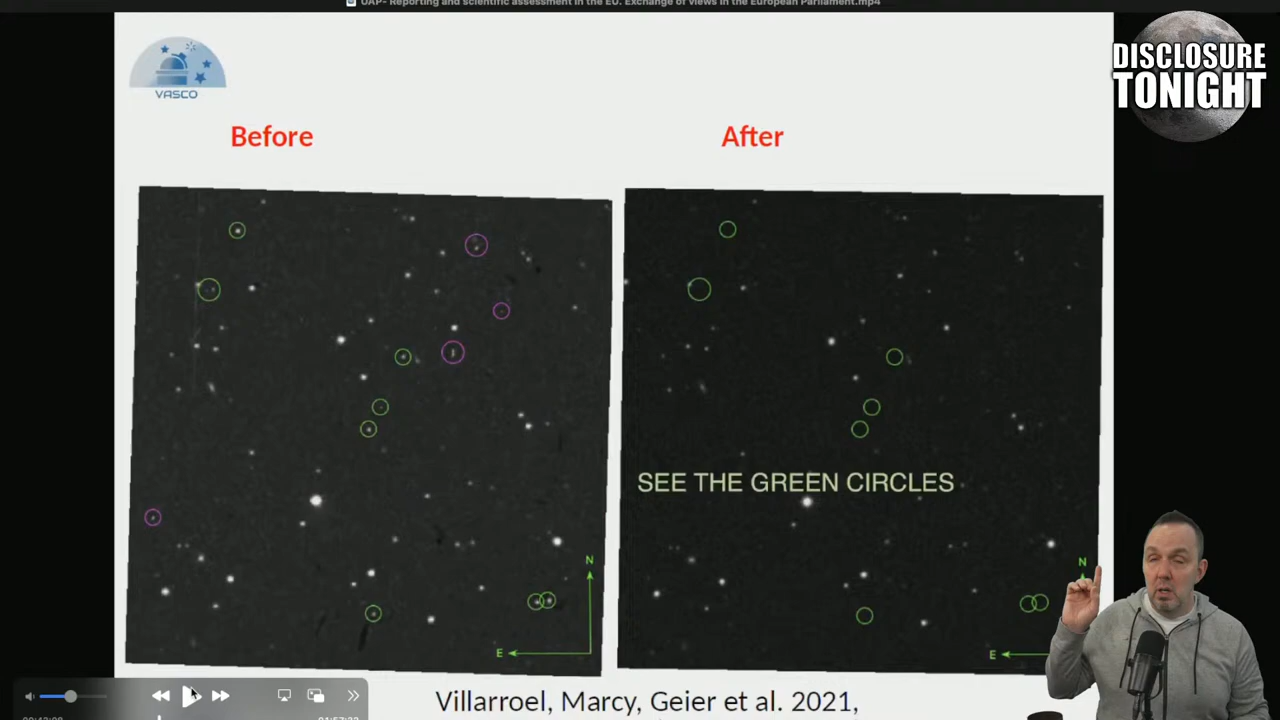 UAP- Reporting and scientific assessment in the EU. Exchange of views in the European Parliament.mp4
DISCLOSURE
TONIGHT
VASCO
Before
After
SEE THE GREEN CIRCLES
N
E
N
E
Villarroel, Marcy, Geier et al. 2021,